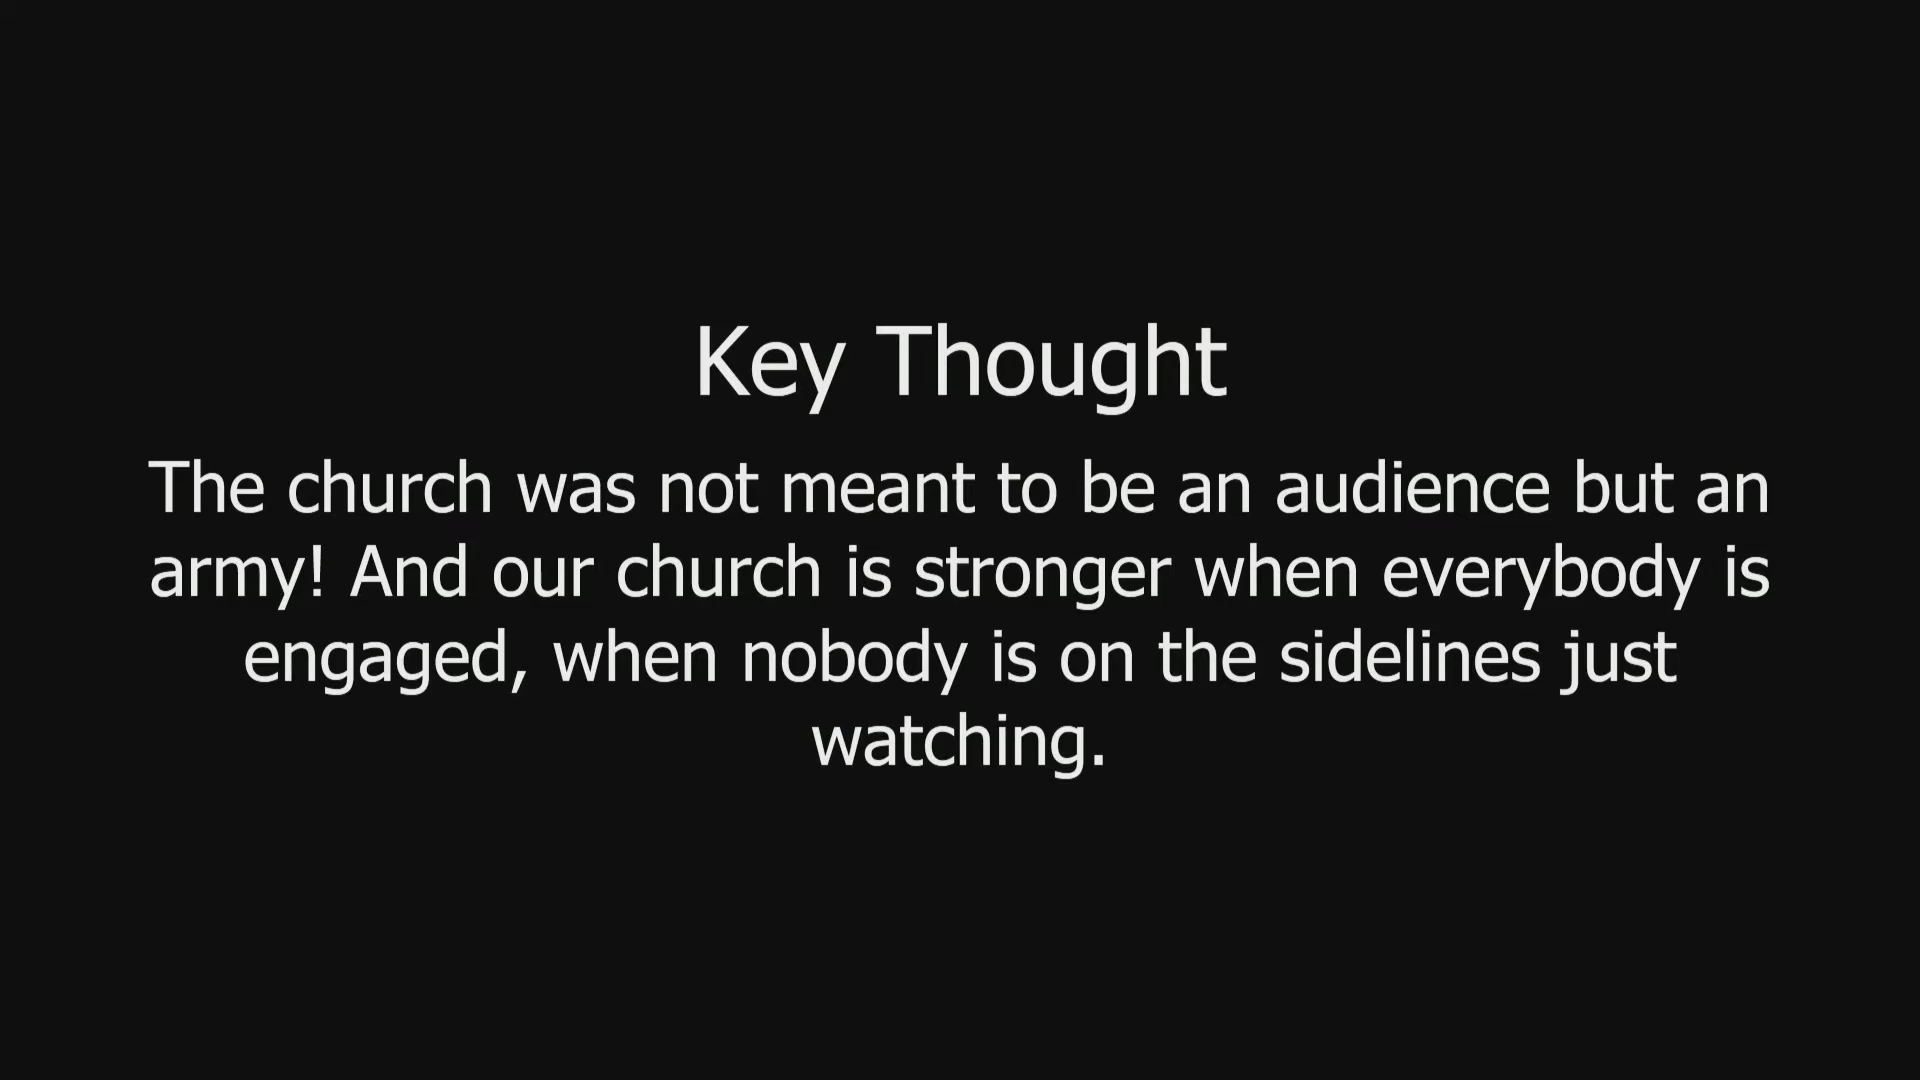 Key Thought
The church was not meant to be an audience but an
army! And our church is stronger when everybody is
engaged, when nobody is on the sidelines just
watching.